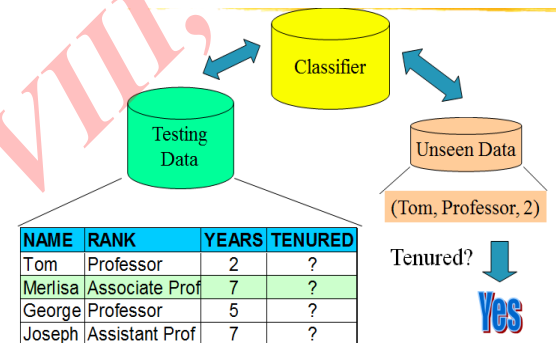 VIII,
Classifier
Testing
Data
Unseen Data
(Tom, Professor, 2)
NAME RANK YEARS TENURED
Tom Professor 2 ?
Merlisa Associate Prof 7 ?
George Professor 5 ?
Joseph Assistant Prof 7 ?
Tenured?
Yes